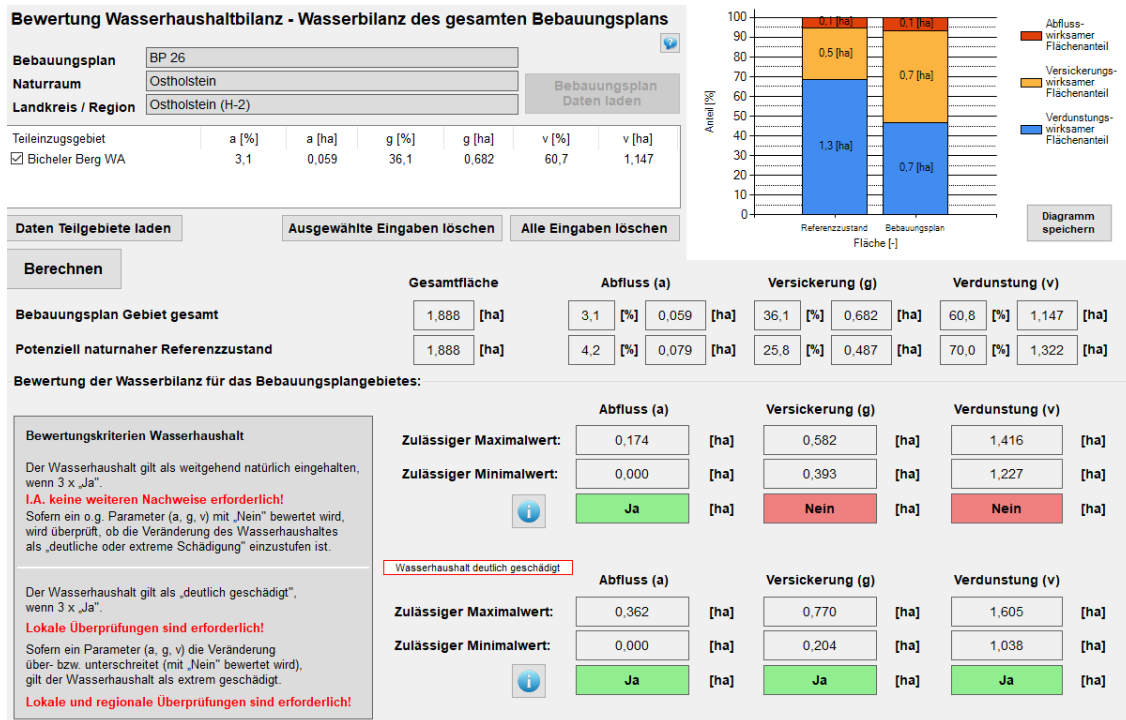 Bewertung Wasserhaushaltbilanz - Wasserbilanz des gesamten Bebauungsplans
Bebauungsplan BP 26
Naturraum Ostholstein
Landkreis / Region Ostholstein (H-2)
Bebauungsplan
Daten laden
Teileinzugsgebiet a [%] a [ha] g [%] g [ha] v [%] v [ha]
Bicheler Berg WA 3,1 0,059 36,1 0,682 60,7 1,147
Daten Teilgebiete laden Ausgewählte Eingaben löschen Alle Eingaben löschen
Anteil [%]
100
90
80
70
60
50
40
30
20
10
0
0,1 [ha] 0,1 [ha]
0,5 [ha] 0,7 [ha]
1,3 [ha] 0,7 [ha]
Referenzzustand Bebauungsplan
Fläche [-]
Abfluss-
wirksamer
Flächenanteil
Versickerungs-
wirksamer
Flächenanteil
Verdunstungs-
wirksamer
Flächenanteil
Diagramm
speichern
Berechnen
Gesamtfläche Abfluss (a) Versickerung (g) Verdunstung (v)
Bebauungsplan Gebiet gesamt 1,888 [ha] 3,1 [%] 0,059 [ha] 36,1 [%] 0,682 [ha] 60,8 [%] 1,147 [ha]
Potenziell naturnaher Referenzzustand 1,888 [ha] 4,2 [%] 0,079 [ha] 25,8 [%] 0,487 [ha] 70,0 [%] 1,322 [ha]
Bewertung der Wasserbilanz für das Bebauungsplangebietes:
Bewertungskriterien Wasserhaushalt
Der Wasserhaushalt gilt als weitgehend natürlich eingehalten,
wenn 3 x „Ja".
I.A. keine weiteren Nachweise erforderlich!
Sofern ein o.g. Parameter (a, g, v) mit „Nein" bewertet wird,
wird überprüft, ob die Veränderung des Wasserhaushaltes
als „deutliche oder extreme Schädigung" einzustufen ist.
Der Wasserhaushalt gilt als „deutlich geschädigt",
wenn 3 x „Ja".
Lokale Überprüfungen sind erforderlich!
Sofern ein Parameter (a, g, v) die Veränderung
über- bzw. unterschreitet (mit „Nein" bewertet wird),
gilt der Wasserhaushalt als extrem geschädigt.
Lokale und regionale Überprüfungen sind erforderlich!
Abfluss (a) Versickerung (g) Verdunstung (v)
Zulässiger Maximalwert: 0,174 [ha] 0,582 [ha] 1,416 [ha]
Zulässiger Minimalwert: 0,000 [ha] 0,393 [ha] 1,227 [ha]
Ja [ha] Nein [ha] Nein [ha]
Wasserhaushalt deutlich geschädigt
Abfluss (a) Versickerung (g) Verdunstung (v)
Zulässiger Maximalwert: 0,362 [ha] 0,770 [ha] 1,605 [ha]
Zulässiger Minimalwert: 0,000 [ha] 0,204 [ha] 1,038 [ha]
Ja [ha] Ja [ha] Ja [ha]